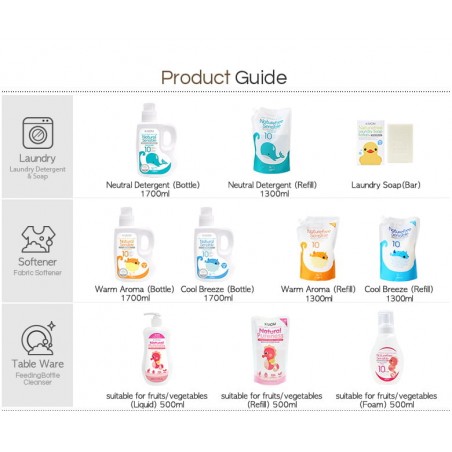 Product Guide
Laundry
Laundry Detergent
& Soap
Neutral Detergent (Bottle)
1700ml
Neutral Detergent (Refill)
1300ml
Laundry Soap(Bar)
Softener
Fabric Softener
Warm Aroma (Bottle)
1700ml
Cool Breeze (Bottle)
1700ml
Warm Aroma (Refill)
1300ml
Cool Breeze (Refill)
1300ml
Table Ware
FeedingBottle
Cleanser
suitable for fruits/vegetables
(Liquid) 500ml
suitable for fruits/vegetables
(Refill) 500ml
suitable for fruits/vegetables
(Foam) 500ml